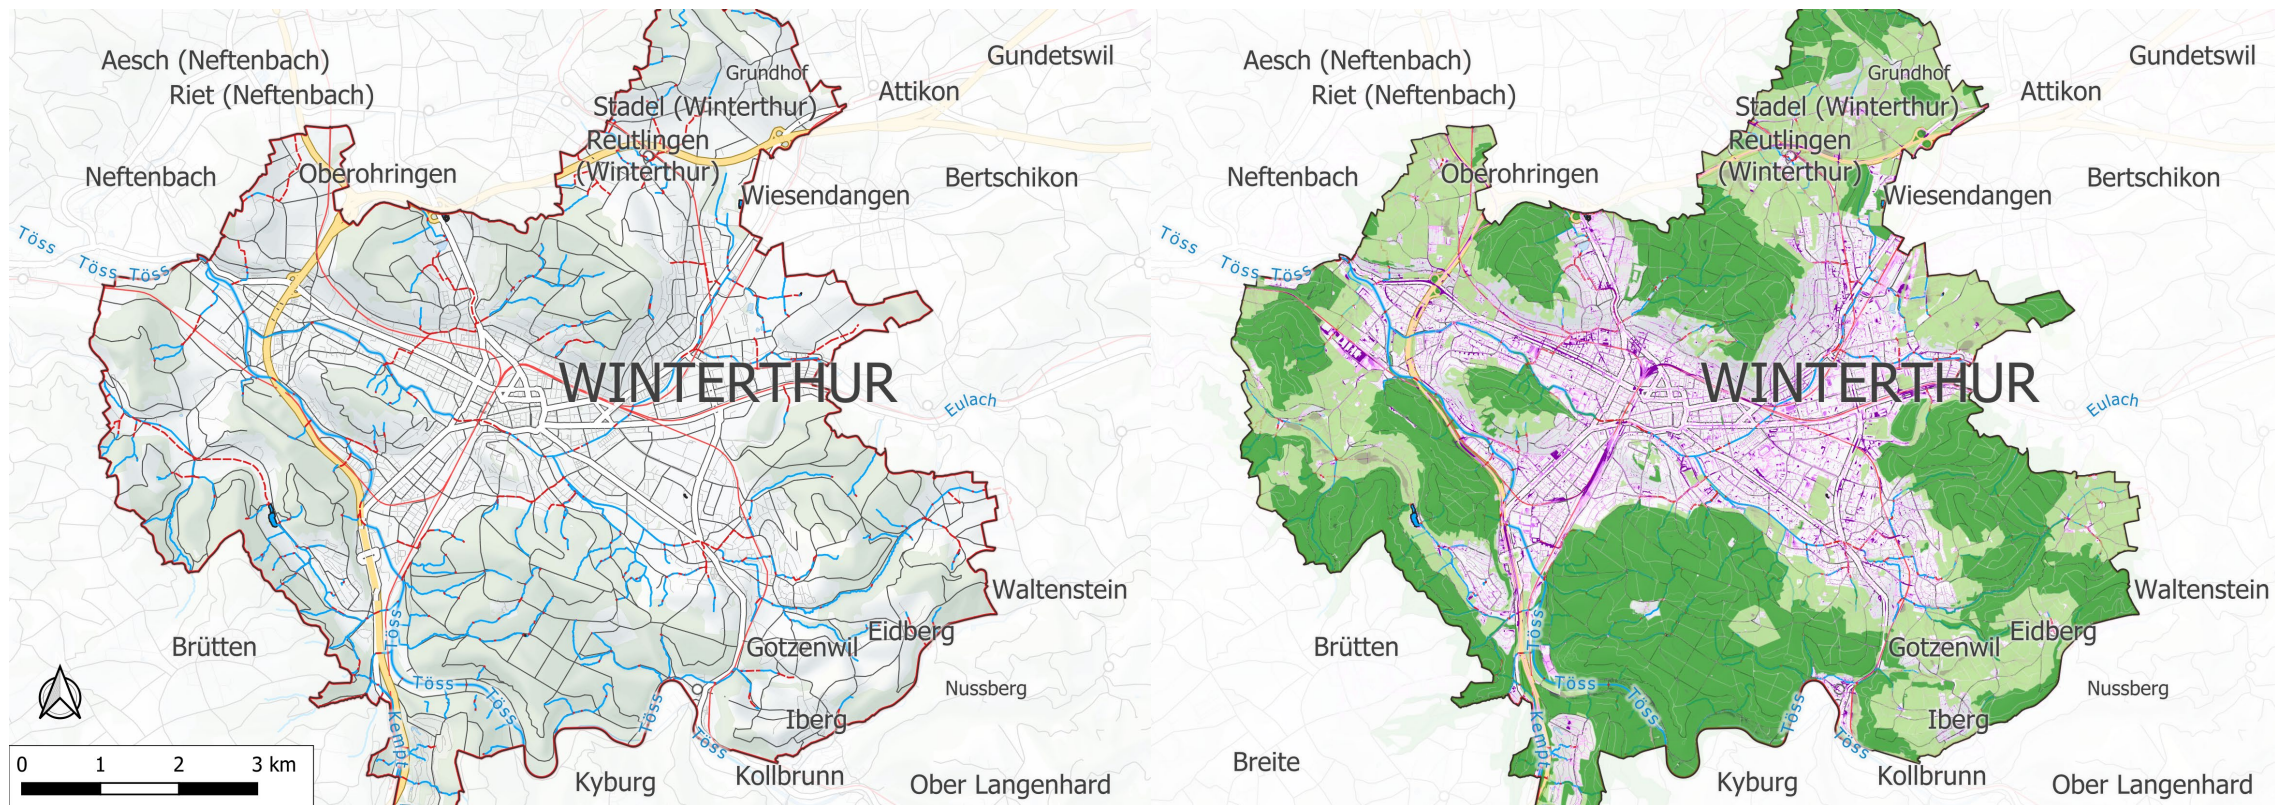 Aesch (Neftenbach)
Riet (Neftenbach)
Gundetswil
Grundhof
Attikon
Stadel (Winterthur)
Reutlingen
(Winterthur)
Neftenbach
Oberohringen
Wiesendangen
Bertschikon
Töss
Töss
Töss
WINTERTHUR
Eulach
Waltenstein
Töss
Brütten
Gotzenwil
Eidberg
Töss
Töss
Töss
Nussberg
Kempt
Iberg
Töss
0 1 2 3 km
Kyburg
Kollbrunn
Ober Langenhard
Aesch (Neftenbach)
Riet (Neftenbach)
Gundetswil
Grundhof
Attikon
Stadel (Winterthur)
Reutlingen
(Winterthur)
Neftenbach
Oberohringen
Wiesendangen
Bertschikon
Töss
Töss
Töss
WINTERTHUR
Eulach
Waltenstein
Töss
Brütten
Gotzenwil
Eidberg
Töss
Töss
Töss
Nussberg
Kempt
Iberg
Töss
Breite
Kyburg
Kollbrunn
Ober Langenhard